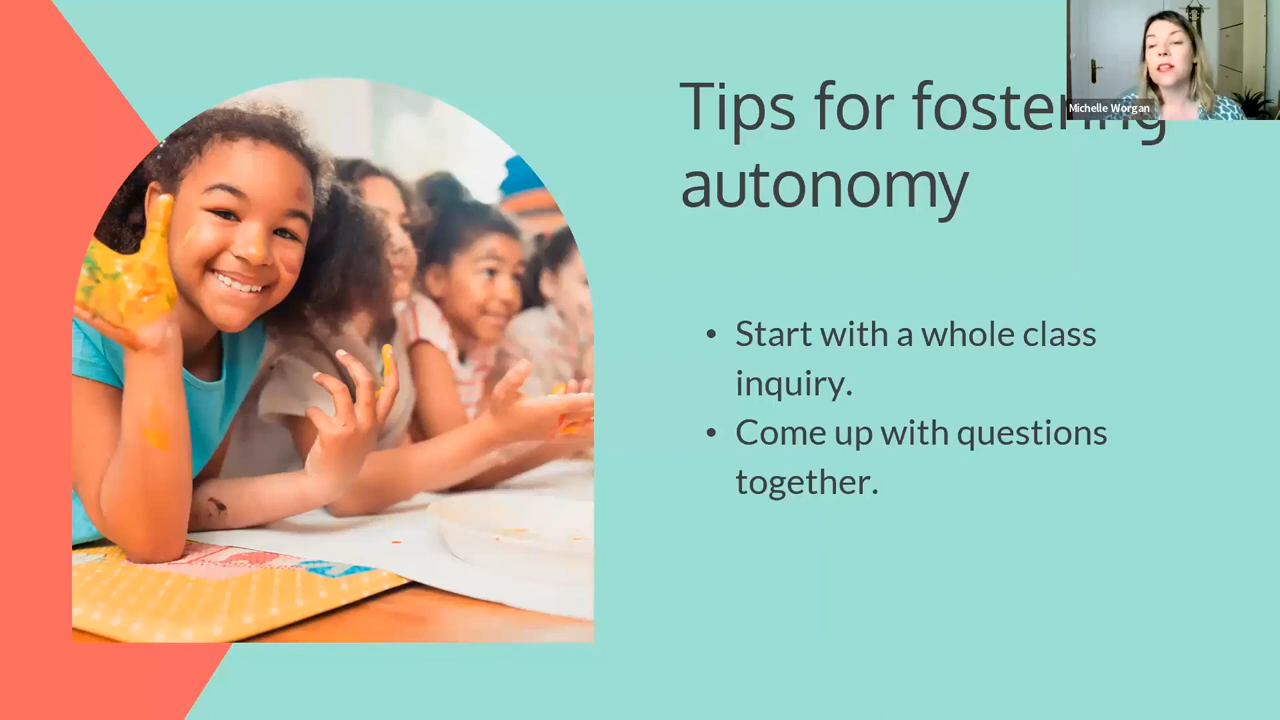 Michelle Worgan
Tips for fostering
autonomy
• Start with a whole class
inquiry.
• Come up with questions
together.